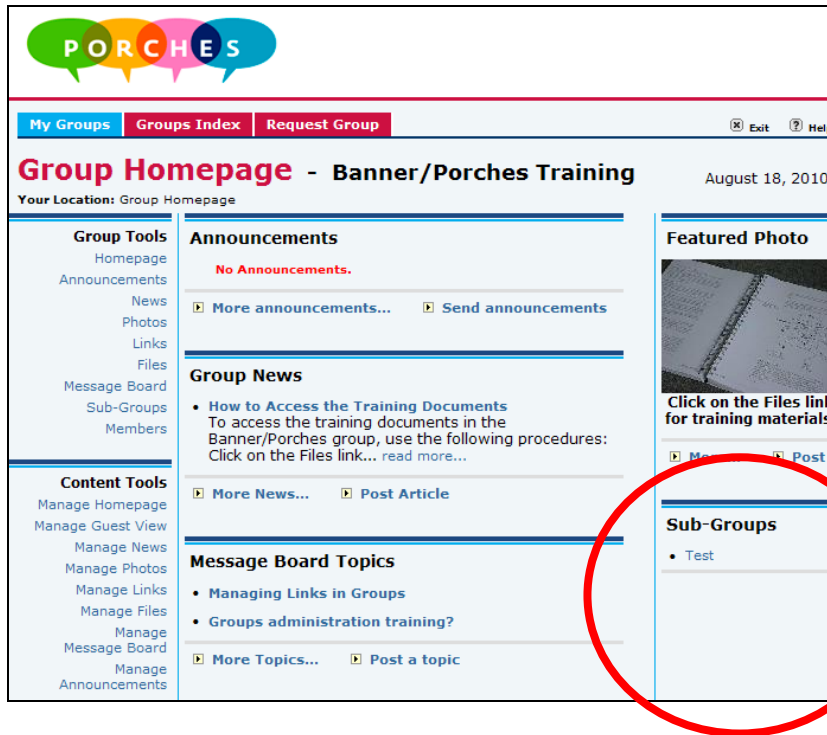 PORCHES
My Groups Groups Index Request Group
Exit Hel
Group Homepage - Banner/Porches Training
August 18, 2010
Your Location: Group Homepage
Group Tools
Homepage
Announcements
News
Photos
Links
Files
Message Board
Sub-Groups
Members
Content Tools
Manage Homepage
Manage Guest View
Manage News
Manage Photos
Manage Links
Manage Files
Manage
Message Board
Manage
Announcements
Announcements
No Announcements.
More announcements... Send announcements
Group News
• How to Access the Training Documents
To access the training documents in the
Banner/Porches group, use the following procedures:
Click on the Files link... read more...
More News... Post Article
Message Board Topics
• Managing Links in Groups
• Groups administration training?
More Topics... Post a topic
Featured Photo
Click on the Files link
for training materials
Post
Sub-Groups
• Test